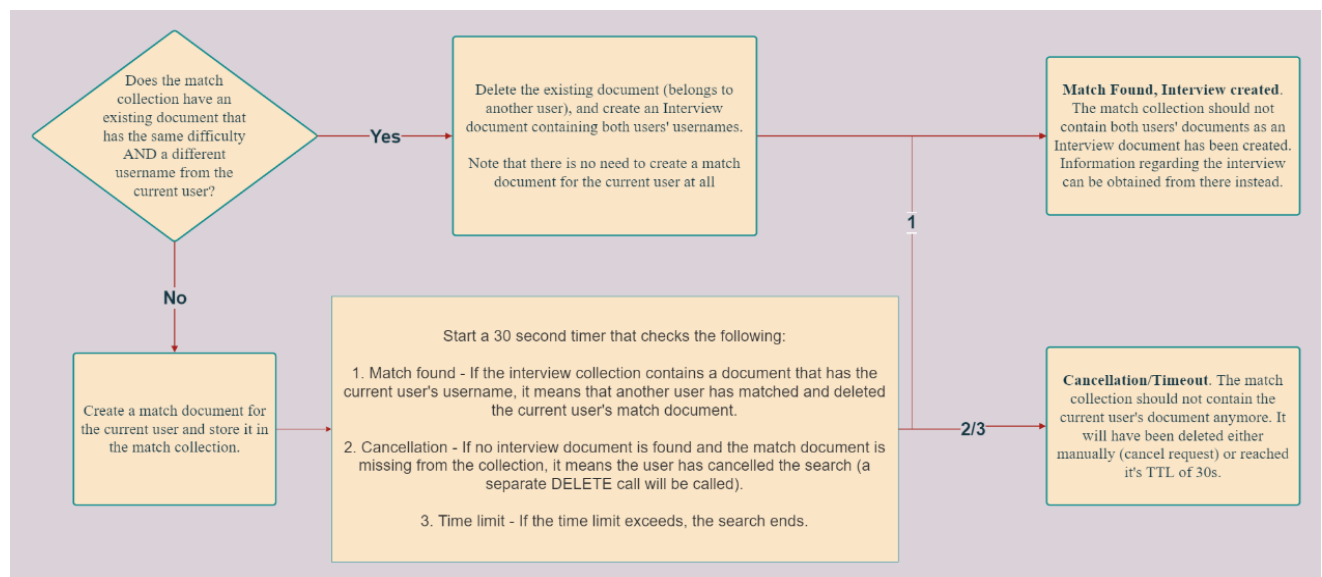 Does the match
collection have an
existing document that
has the same difficulty
AND a different
username from the
current user?
Yes
Delete the existing document (belongs to
another user), and create an Interview
document containing both users' usernames.
Note that there is no need to create a match
document for the current user at all
Match Found, Interview created.
The match collection should not
contain both users' documents as an
Interview document has been created.
Information regarding the interview
can be obtained from there instead.
1
No
Create a match document for
the current user and store it in
the match collection.
Start a 30 second timer that checks the following:
1. Match found - If the interview collection contains a document that has the
current user's username, it means that another user has matched and deleted
the current user's match document.
2. Cancellation - If no interview document is found and the match document is
missing from the collection, it means the user has cancelled the search (a
separate DELETE call will be called).
3. Time limit - If the time limit exceeds, the search ends.
2/3
Cancellation/Timeout. The match
collection should not contain the
current user's document anymore. It
will have been deleted either
manually (cancel request) or reached
it's TTL of 30s.